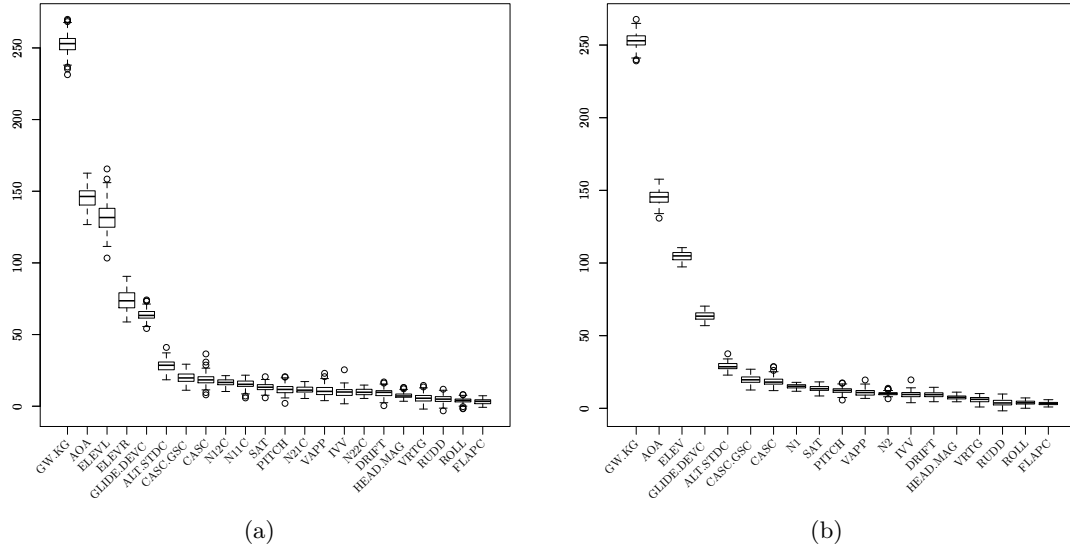 250
200
150
100
50
0
GW.KG
AOA
ELEVL
ELEVR
GLIDE.DEVC
ALT.STDC
CASC.GSC
CASC
N12C
N11C
SAT
PITCH
N21C
VAPP
IVV
N22C
DRIFT
HEAD.MAG
VRTG
RUDD
ROLL
FLAPC
(a)
250
200
150
100
50
0
GW.KG
AOA
ELEV
GLIDE.DEVC
ALT.STDC
CASC.GSC
CASC
N1
SAT
PITCH
VAPP
N2
IVV
DRIFT
HEAD.MAG
VRTG
RUDD
ROLL
FLAPC
(b)